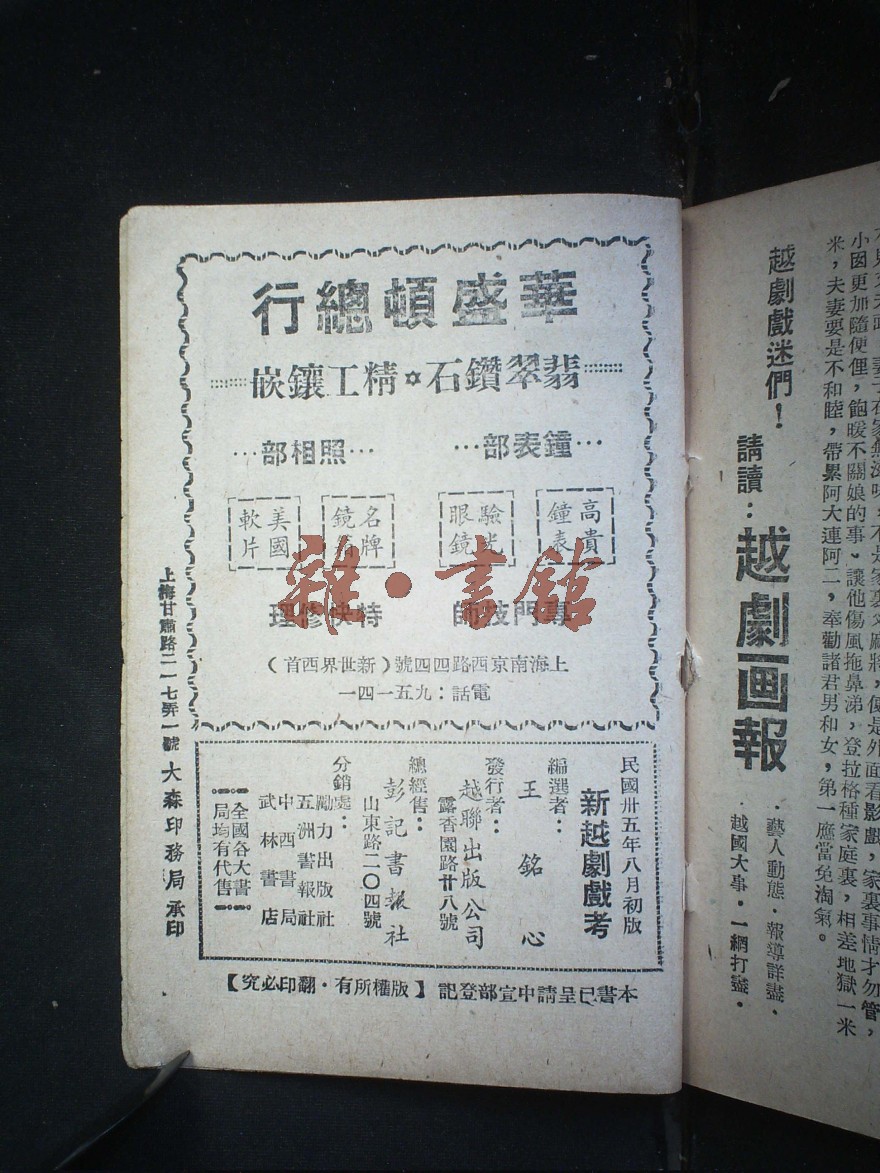 華盛頓總行
翡翠鑽石✡精工鑲嵌
…鐘表部…
…照相部…
高貴鐘表
驗光眼鏡
名牌鏡箱
美國軟片
專門技師
特快修理
上海南京西路四四號（新世界西首）
電話：九五一四一
民國卅五年八月初版
新越劇戲考
編選者：
王銘心
發行者：
越聯出版公司
露香園路廿八號
總經售：
彭記書報社
山東路二〇四號
分銷處：
勵力出版社
五洲書報社
中西書局
武林書店
全國各大書
局均有代售
本書已呈請中宣部登記【版權所有·翻印必究】
上海甘肅路二一七弄一號 大森印務局承印
小囡更加隨便俚，飽暖不關娘的事。讓他傷風拖鼻涕，登拉格種家庭裏，相差地獄一米
米，夫妻要是不和睦，帶累阿大連阿二，奉勸諸君男和女，第一應當免淘氣。
越劇戲迷們！
請讀：越劇画報
·藝人動態·報導詳盡·
越國大事·一網打盡·
雜·書館